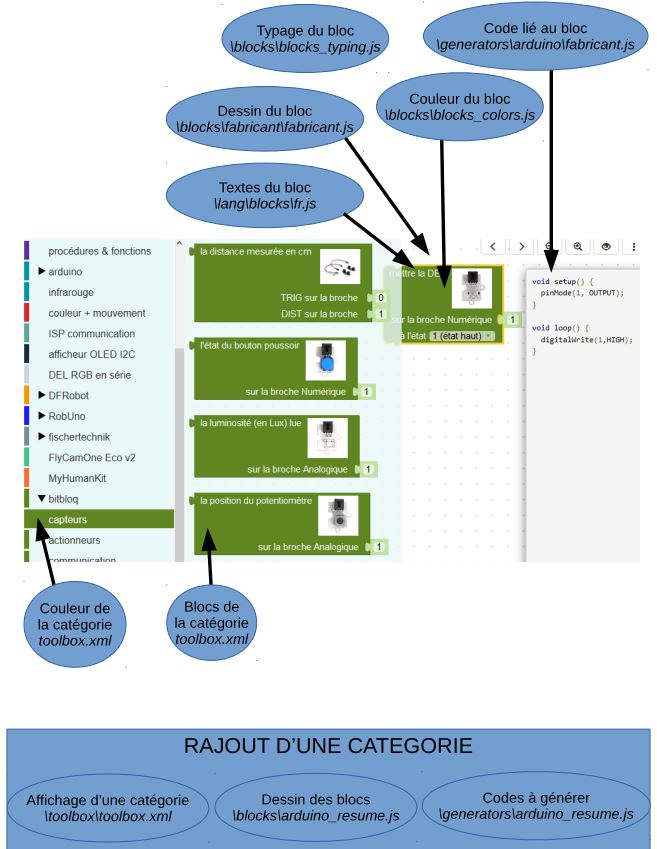 Typage du bloc
\blocks\blocks_typing.js
Code lié au bloc
\generators\arduino\fabricant.js
Dessin du bloc
\blocks\fabricant\fabricant.js
Couleur du bloc
\blocks\blocks_colors.js
Textes du bloc
\lang\blocks\fr.js
procédures & fonctions
arduino
infrarouge
couleur + mouvement
ISP communication
afficheur OLED I2C
DEL RGB en série
DFRobot
RobUno
fischertechnik
FlyCamOne Eco v2
MyHumanKit
bitbloq
capteurs
actionneurs
communication
la distance mesurée en cm
TRIG sur la broche 0
DIST sur la broche 1
l'état du bouton poussoir
sur la broche Numérique 1
la luminosité (en Lux) lue
sur la broche Analogique 1
la position du potentiomètre
sur la broche Analogique 1
mettre la DE
sur la broche Numérique 1
à l'état 1 (état haut)
void setup() {
pinMode(1, OUTPUT);
}
void loop() {
digitalWrite(1,HIGH);
}
Couleur de
la catégorie
toolbox.xml
Blocs de
la catégorie
toolbox.xml
RAJOUT D'UNE CATEGORIE
Affichage d'une catégorie
\toolbox\toolbox.xml
Dessin des blocs
\blocks\arduino_resume.js
Codes à générer
\generators\arduino_resume.js